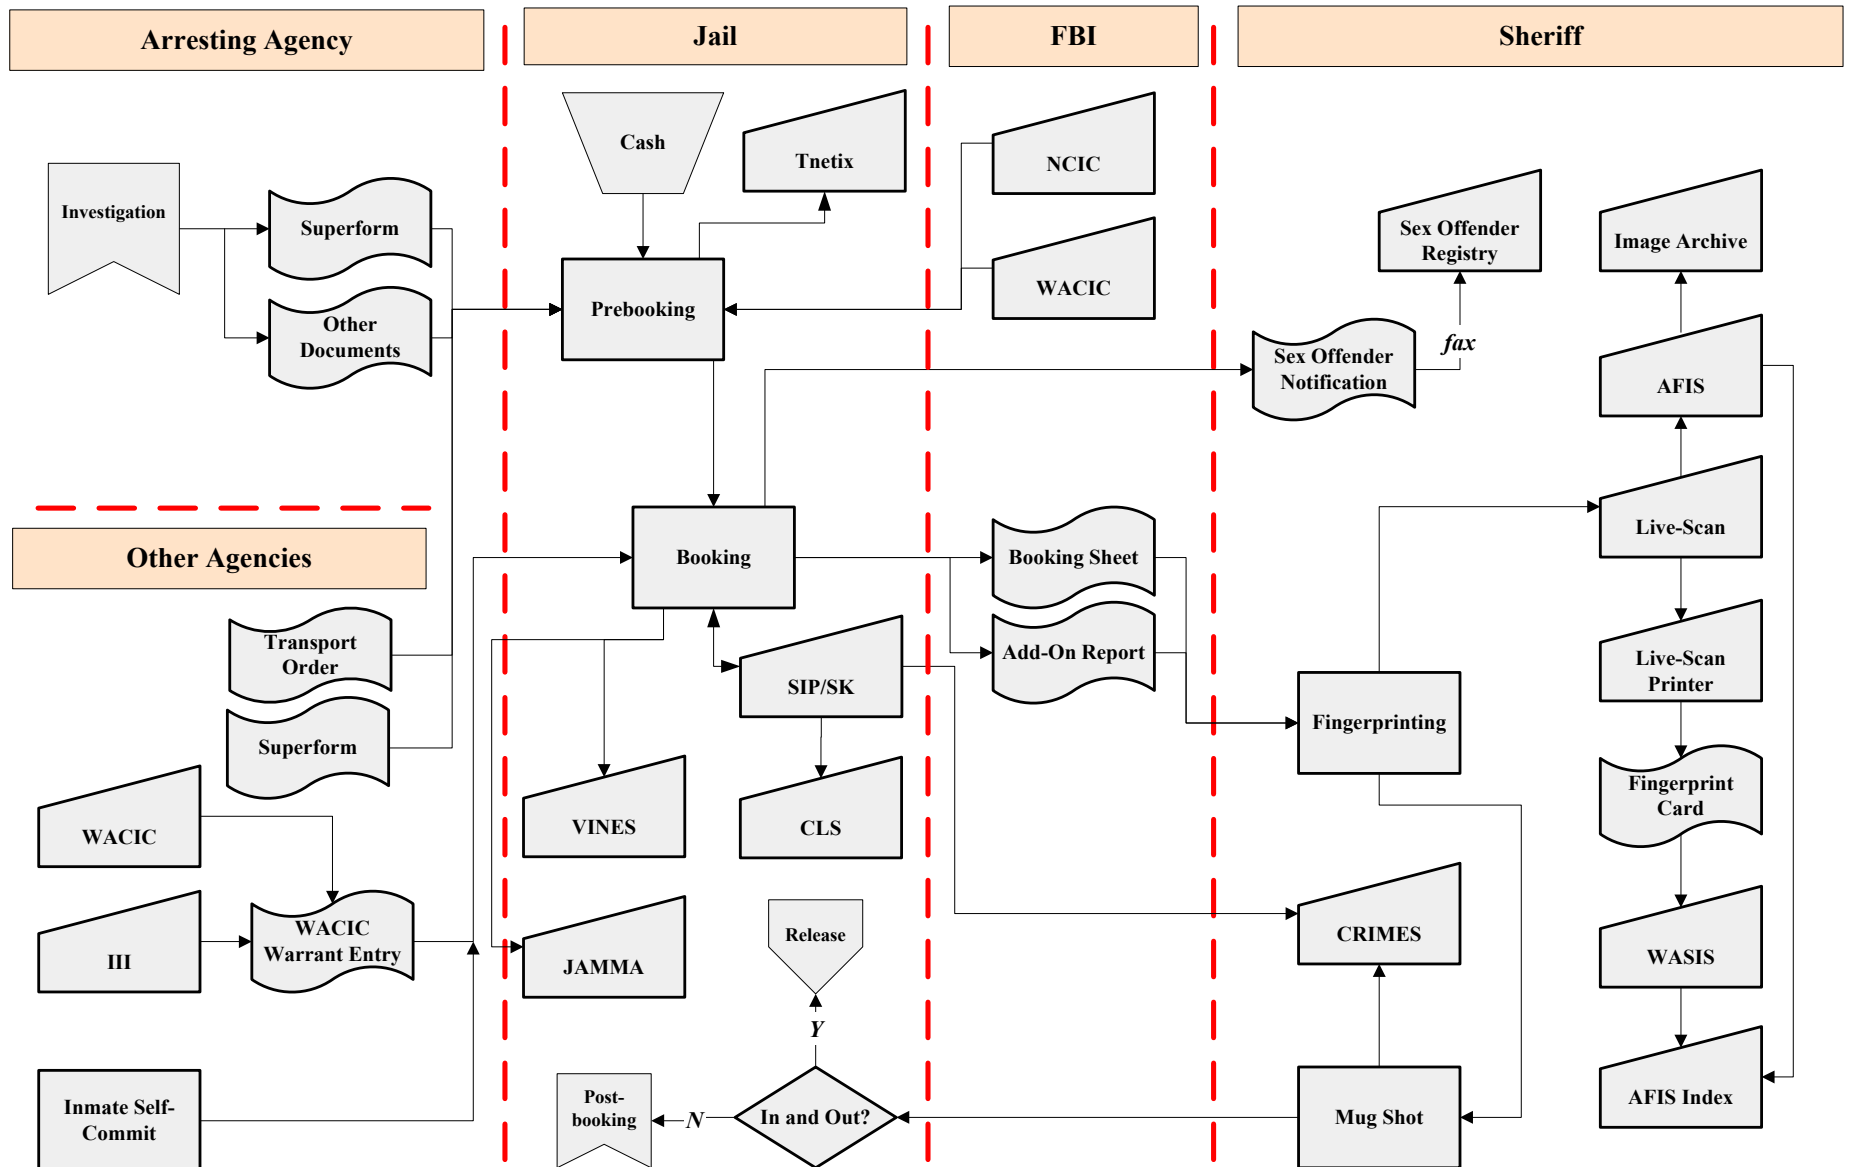 Arresting Agency
Jail
FBI
Sheriff
Cash
Tnetix
NCIC
Investigation
Superform
Sex Offender
Registry
Image Archive
WACIC
Prebooking
Other
Documents
fax
Sex Offender
Notification
AFIS
Live-Scan
Other Agencies
Booking
Booking Sheet
Transport
Order
Add-On Report
SIP/SK
Live-Scan
Printer
Superform
Fingerprinting
Fingerprint
Card
WACIC
VINES
CLS
WACIC
Warrant Entry
III
JAMMA
Release
CRIMES
WASIS
Y
Inmate Self-
Commit
Post-
booking
N
In and Out?
Mug Shot
AFIS Index